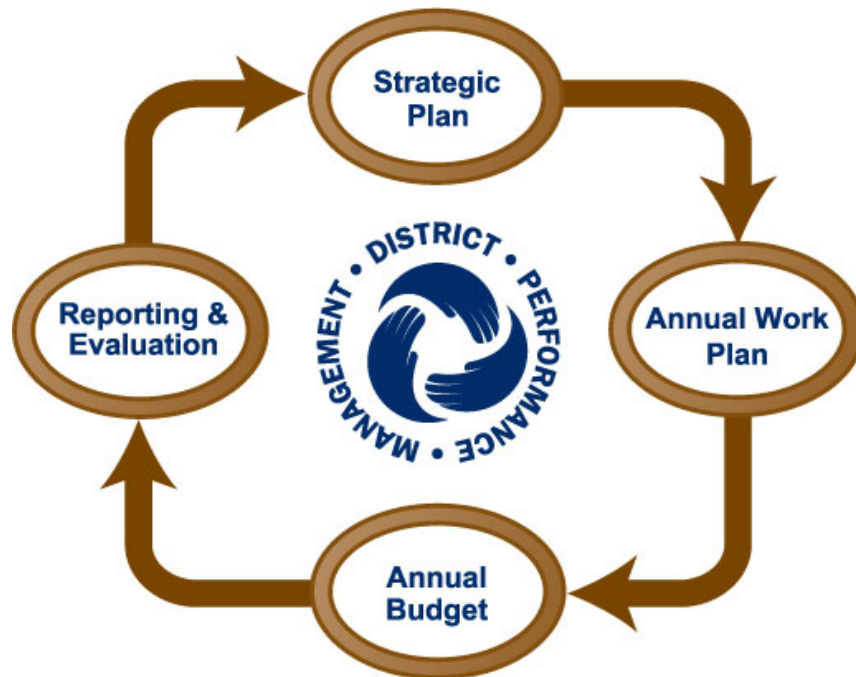 Strategic
Plan
• DISTRICT • PERFORMANCE • MANAGEMENT
Reporting &
Evaluation
Annual Work
Plan
Annual
Budget